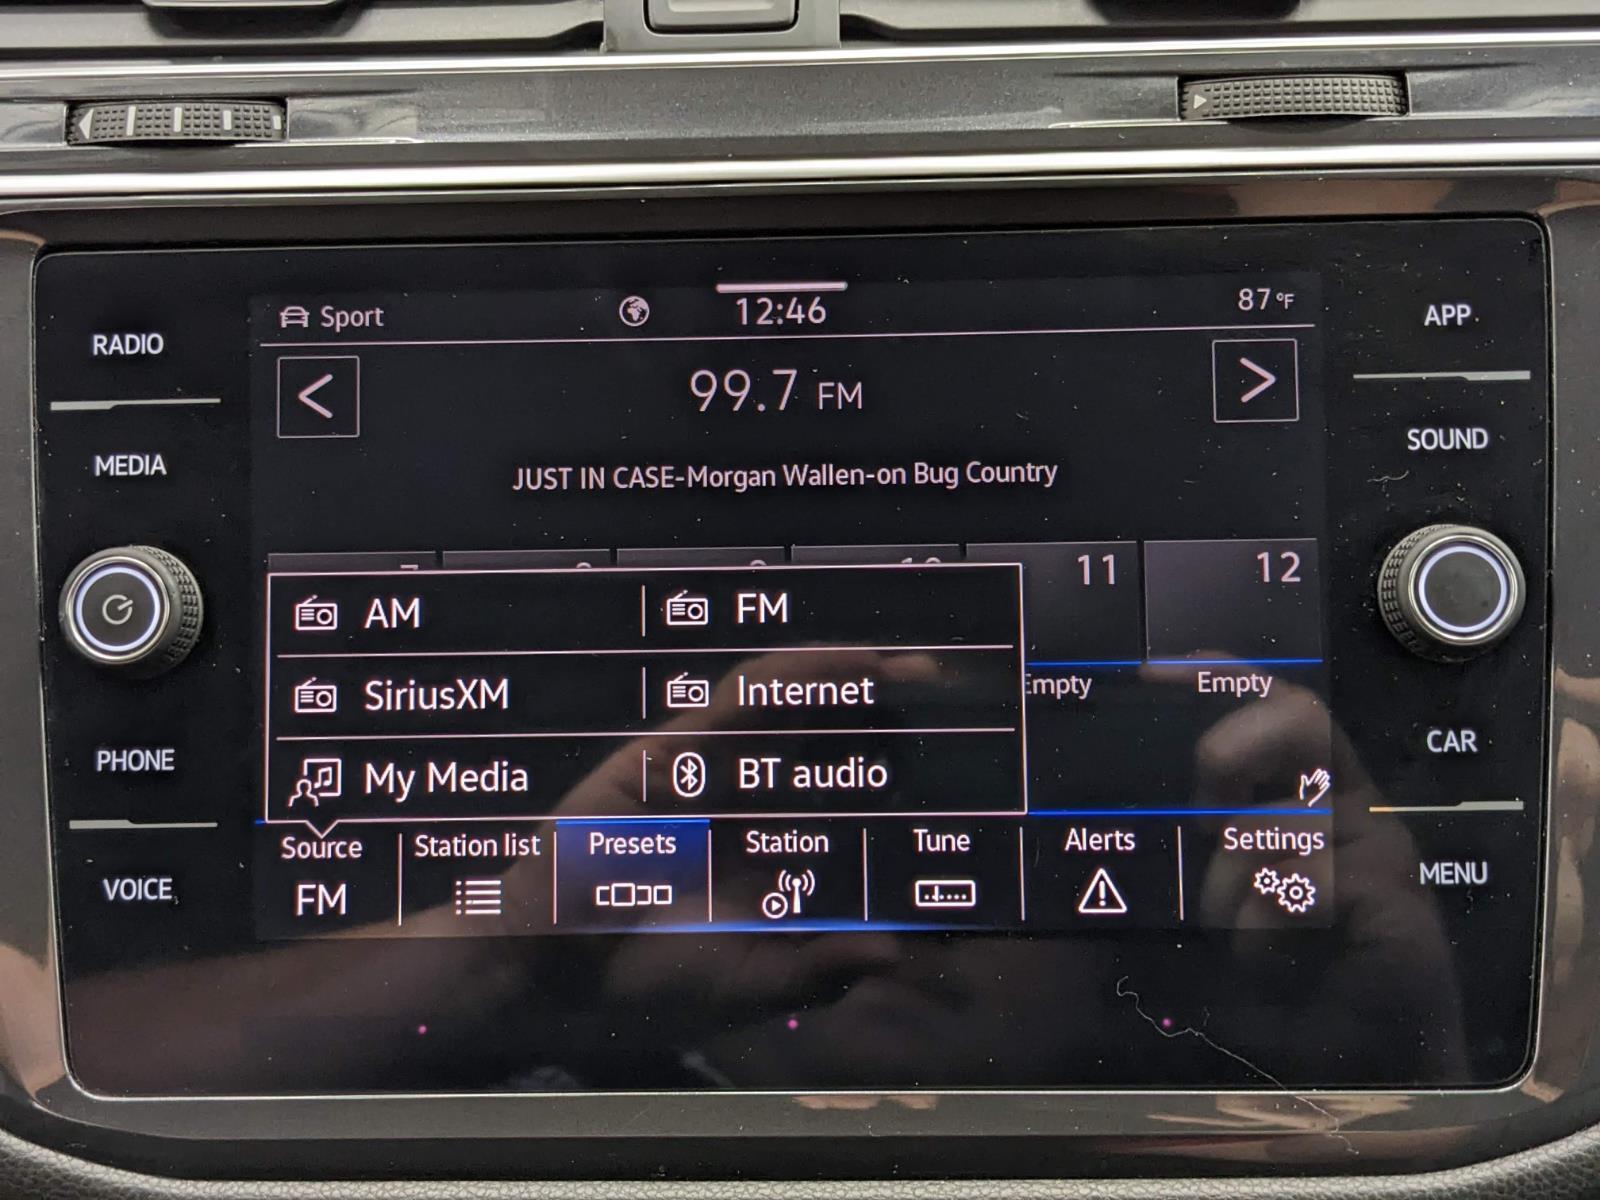 RADIO
MEDIA
PHONE
VOICE
Sport
12:46
87°F
99.7 FM
JUST IN CASE-Morgan Wallen-on Bug Country
11
12
Empty
AM
FM
SiriusXM
Internet
My Media
BT audio
Source
FM
Station list
Presets
Station
Tune
Alerts
Settings
APP
SOUND
CAR
MENU